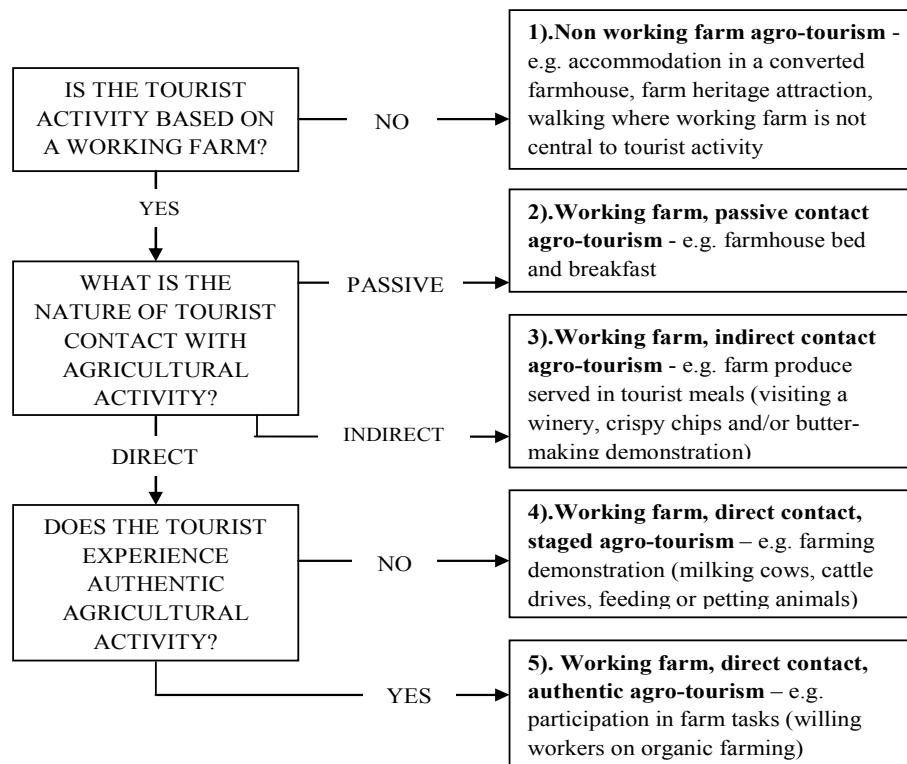 IS THE TOURIST
ACTIVITY BASED ON
A WORKING FARM?
NO
1).Non working farm agro-tourism -
e.g. accommodation in a converted
farmhouse, farm heritage attraction,
walking where working farm is not
central to tourist activity
YES
WHAT IS THE
NATURE OF TOURIST
CONTACT WITH
AGRICULTURAL
ACTIVITY?
PASSIVE
2).Working farm, passive contact
agro-tourism - e.g. farmhouse bed
and breakfast
INDIRECT
3).Working farm, indirect contact
agro-tourism - e.g. farm produce
served in tourist meals (visiting a
winery, crispy chips and/or butter-
making demonstration)
DIRECT
DOES THE TOURIST
EXPERIENCE
AUTHENTIC
AGRICULTURAL
ACTIVITY?
NO
4).Working farm, direct contact,
staged agro-tourism – e.g. farming
demonstration (milking cows, cattle
drives, feeding or petting animals)
YES
5). Working farm, direct contact,
authentic agro-tourism – e.g.
participation in farm tasks (willing
workers on organic farming)